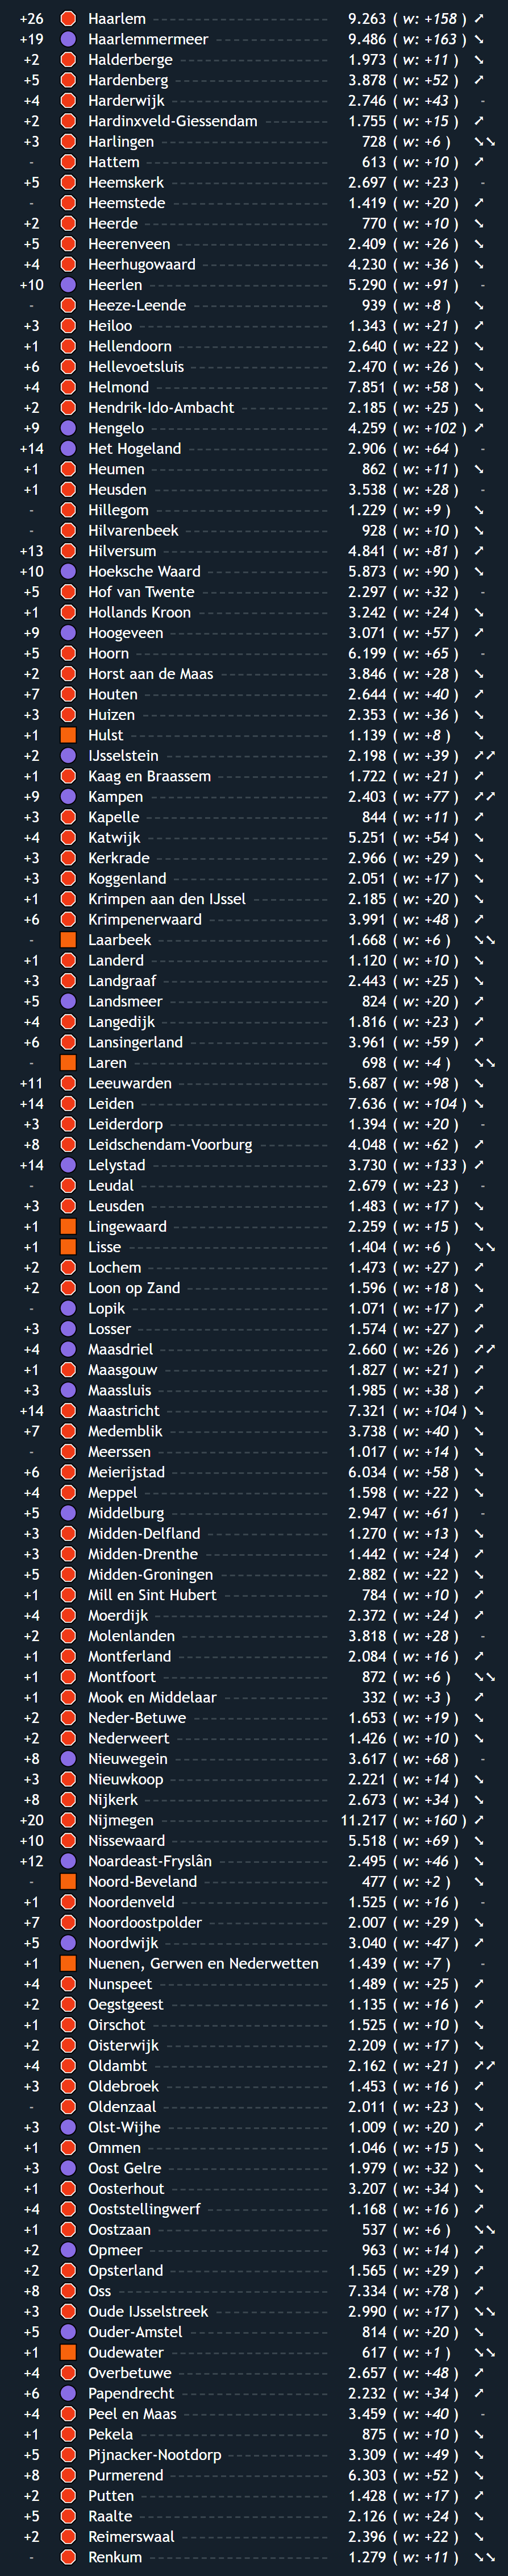 +26 Haarlem 9.263 ( w: +158 ) ➚
+19 Haarlemmermeer 9.486 ( w: +163 ) ➘
+2 Halderberge 1.973 ( w: +11 ) ➘
+5 Hardenberg 3.878 ( w: +52 ) ➚
+4 Harderwijk 2.746 ( w: +43 ) -
+2 Hardinxveld-Giessendam 1.755 ( w: +15 ) ➚
+3 Harlingen 728 ( w: +6 ) ➘➘
- Hattem 613 ( w: +10 ) ➚
+5 Heemskerk 2.697 ( w: +23 ) -
- Heemstede 1.419 ( w: +20 ) ➚
+2 Heerde 770 ( w: +10 ) ➘
+5 Heerenveen 2.409 ( w: +26 ) ➘
+4 Heerhugowaard 4.230 ( w: +36 ) ➘
+10 Heerlen 5.290 ( w: +91 ) -
- Heeze-Leende 939 ( w: +8 ) ➘
+3 Heiloo 1.343 ( w: +21 ) ➚
+1 Hellendoorn 2.640 ( w: +22 ) ➘
+6 Hellevoetsluis 2.470 ( w: +26 ) ➘
+4 Helmond 7.851 ( w: +58 ) ➘
+2 Hendrik-Ido-Ambacht 2.185 ( w: +25 ) ➘
+9 Hengelo 4.259 ( w: +102 ) ➚
+14 Het Hogeland 2.906 ( w: +64 ) -
+1 Heumen 862 ( w: +11 ) ➘
+1 Heusden 3.538 ( w: +28 ) -
- Hillegom 1.229 ( w: +9 ) ➘
- Hilvarenbeek 928 ( w: +10 ) ➘
+13 Hilversum 4.841 ( w: +81 ) ➚
+10 Hoeksche Waard 5.873 ( w: +90 ) ➘
+5 Hof van Twente 2.297 ( w: +32 ) -
+1 Hollands Kroon 3.242 ( w: +24 ) ➘
+9 Hoogeveen 3.071 ( w: +57 ) ➚
+5 Hoorn 6.199 ( w: +65 ) -
+2 Horst aan de Maas 3.846 ( w: +28 ) ➘
+7 Houten 2.644 ( w: +40 ) ➚
+3 Huizen 2.353 ( w: +36 ) ➘
+1 Hulst 1.139 ( w: +8 ) ➘
+2 IJsselstein 2.198 ( w: +39 ) ➚➚
+1 Kaag en Braassem 1.722 ( w: +21 ) ➚
+9 Kampen 2.403 ( w: +77 ) ➚➚
+3 Kapelle 844 ( w: +11 ) ➚
+4 Katwijk 5.251 ( w: +54 ) ➘
+3 Kerkrade 2.966 ( w: +29 ) ➘
+3 Koggenland 2.051 ( w: +17 ) ➘
+1 Krimpen aan den IJssel 2.185 ( w: +20 ) ➘
+6 Krimpenerwaard 3.991 ( w: +48 ) ➚
- Laarbeek 1.668 ( w: +6 ) ➘➘
+1 Landerd 1.120 ( w: +10 ) ➘
+3 Landgraaf 2.443 ( w: +25 ) ➘
+5 Landsmeer 824 ( w: +20 ) ➚
+4 Langedijk 1.816 ( w: +23 ) ➚
+6 Lansingerland 3.961 ( w: +59 ) ➚
- Laren 698 ( w: +4 ) ➘➘
+11 Leeuwarden 5.687 ( w: +98 ) ➘
+14 Leiden 7.636 ( w: +104 ) ➘
+3 Leiderdorp 1.394 ( w: +20 ) -
+8 Leidschendam-Voorburg 4.048 ( w: +62 ) ➚
+14 Lelystad 3.730 ( w: +133 ) ➚
- Leudal 2.679 ( w: +23 ) -
+3 Leusden 1.483 ( w: +17 ) ➘
+1 Lingewaard 2.259 ( w: +15 ) ➘
+1 Lisse 1.404 ( w: +6 ) ➘➘
+2 Lochem 1.473 ( w: +27 ) ➚
+2 Loon op Zand 1.596 ( w: +18 ) ➘
- Lopik 1.071 ( w: +17 ) ➚
+3 Losser 1.574 ( w: +27 ) ➚
+4 Maasdriel 2.660 ( w: +26 ) ➚➚
+1 Maasgouw 1.827 ( w: +21 ) ➚
+3 Maassluis 1.985 ( w: +38 ) ➚
+14 Maastricht 7.321 ( w: +104 ) ➘
+7 Medemblik 3.738 ( w: +40 ) ➘
- Meerssen 1.017 ( w: +14 ) ➘
+6 Meierijstad 6.034 ( w: +58 ) ➘
+4 Meppel 1.598 ( w: +22 ) ➘
+5 Middelburg 2.947 ( w: +61 ) -
+3 Midden-Delfland 1.270 ( w: +13 ) ➘
+3 Midden-Drenthe 1.442 ( w: +24 ) ➚
+5 Midden-Groningen 2.882 ( w: +22 ) ➘
+1 Mill en Sint Hubert 784 ( w: +10 ) ➚
+4 Moerdijk 2.372 ( w: +24 ) ➚
+2 Molenlanden 3.818 ( w: +28 ) -
+1 Montferland 2.084 ( w: +16 ) ➚
+1 Montfoort 872 ( w: +6 ) ➘➘
+1 Mook en Middelaar 332 ( w: +3 ) ➚
+2 Neder-Betuwe 1.653 ( w: +19 ) ➘
+2 Nederweert 1.426 ( w: +10 ) ➘
+8 Nieuwegein 3.617 ( w: +68 ) -
+3 Nieuwkoop 2.221 ( w: +14 ) ➘
+8 Nijkerk 2.673 ( w: +34 ) ➘
+20 Nijmegen 11.217 ( w: +160 ) ➚
+10 Nissewaard 5.518 ( w: +69 ) ➘
+12 Noardeast-Fryslân 2.495 ( w: +46 ) ➘
- Noord-Beveland 477 ( w: +2 ) ➘
+1 Noordenveld 1.525 ( w: +16 ) -
+7 Noordoostpolder 2.007 ( w: +29 ) ➘
+5 Noordwijk 3.040 ( w: +47 ) ➚
+1 Nuenen, Gerwen en Nederwetten 1.439 ( w: +7 ) -
+4 Nunspeet 1.489 ( w: +25 ) ➚
+2 Oegstgeest 1.135 ( w: +16 ) ➚
+1 Oirschot 1.525 ( w: +10 ) ➘
+2 Oisterwijk 2.209 ( w: +17 ) ➘
+4 Oldambt 2.162 ( w: +21 ) ➚➚
+3 Oldebroek 1.453 ( w: +16 ) ➚
- Oldenzaal 2.011 ( w: +23 ) ➘
+3 Olst-Wijhe 1.009 ( w: +20 ) ➚
+1 Ommen 1.046 ( w: +15 ) ➘
+3 Oost Gelre 1.979 ( w: +32 ) ➘
+1 Oosterhout 3.207 ( w: +34 ) ➘
+4 Ooststellingwerf 1.168 ( w: +16 ) ➚
+1 Oostzaan 537 ( w: +6 ) ➘➘
+2 Opmeer 963 ( w: +14 ) ➚
+2 Opsterland 1.565 ( w: +29 ) ➚
+8 Oss 7.334 ( w: +78 ) ➚
+3 Oude IJsselstreek 2.990 ( w: +17 ) ➘➘
+5 Ouder-Amstel 814 ( w: +20 ) ➘
+1 Oudewater 617 ( w: +1 ) ➘➘
+4 Overbetuwe 2.657 ( w: +48 ) ➚
+6 Papendrecht 2.232 ( w: +34 ) ➚
+4 Peel en Maas 3.459 ( w: +40 ) -
+1 Pekela 875 ( w: +10 ) ➘
+5 Pijnacker-Nootdorp 3.309 ( w: +49 ) ➘
+8 Purmerend 6.303 ( w: +52 ) ➘
+2 Putten 1.428 ( w: +17 ) ➚
+5 Raalte 2.126 ( w: +24 ) ➘
+2 Reimerswaal 2.396 ( w: +22 ) ➘
- Renkum 1.279 ( w: +11 ) ➘➘